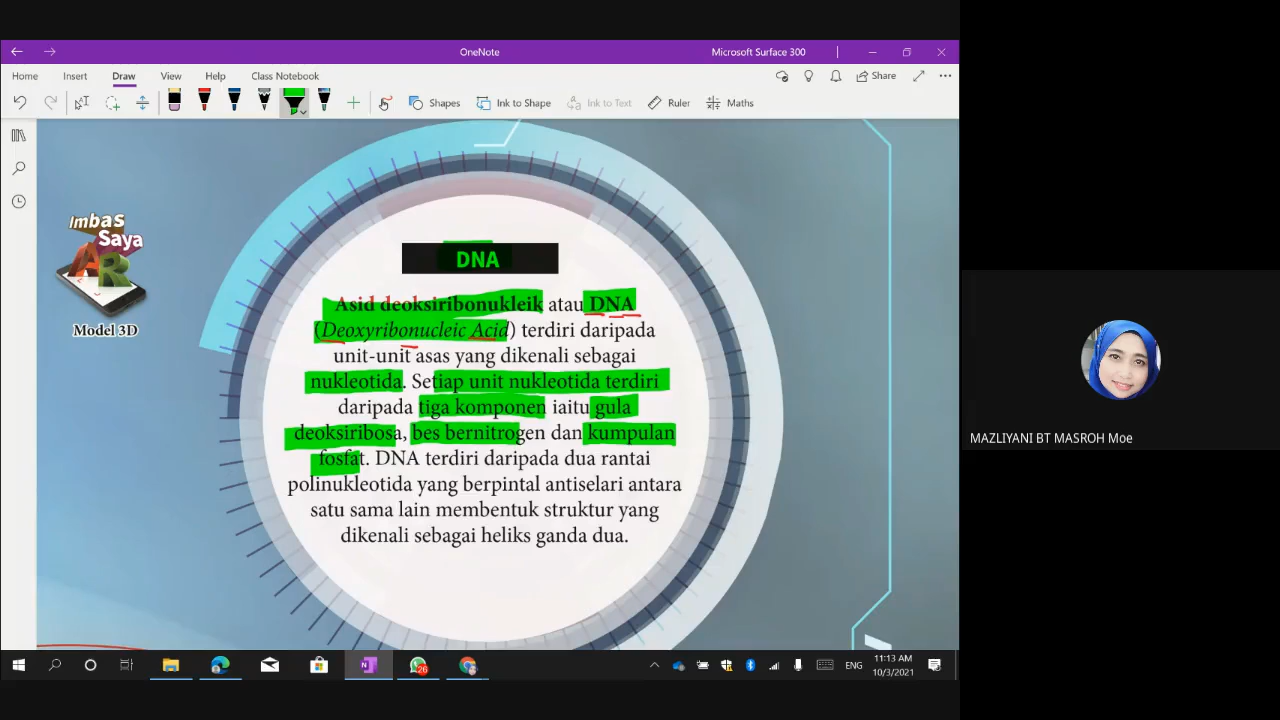 OneNote
Microsoft Surface 300
Home Insert Draw View Help Class Notebook
Share
Shapes Ink to Shape Ink to Text Ruler Maths
Imbas
Saya
AR
Model 3D
DNA
Asid deoksiribonukleik atau DNA
(Deoxyribonucleic Acid) terdiri daripada
unit-unit asas yang dikenali sebagai
nukleotida. Setiap unit nukleotida terdiri
daripada tiga komponen iaitu gula
deoksiribosa, bes bernitrogen dan kumpulan
fosfat. DNA terdiri daripada dua rantai
polinukleotida yang berpintal antiselari antara
satu sama lain membentuk struktur yang
dikenali sebagai heliks ganda dua.
MAZLIYANI BT MASROH Moe
26
ENG
11:13 AM
10/3/2021